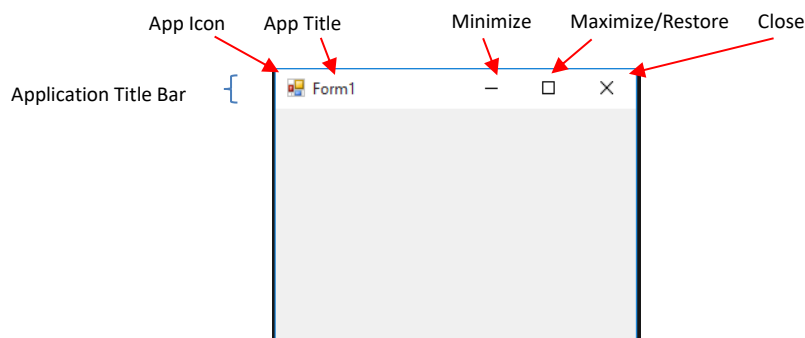 App Icon App Title Minimize Maximize/Restore Close
Application Title Bar
Form1